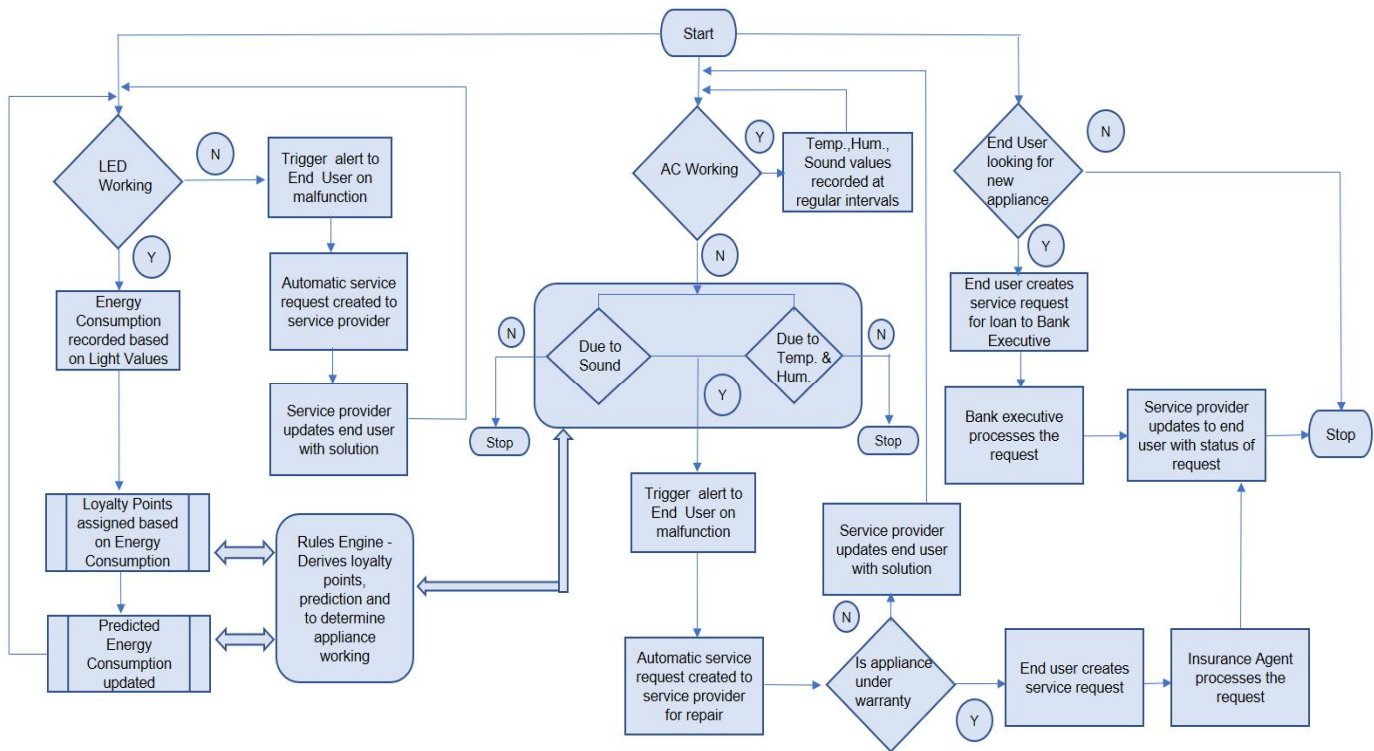 Start
LED
Working
N
Y
Trigger alert to
End User on
malfunction
Automatic service
request created to
service provider
Service provider
updates end user
with solution
Energy
Consumption
recorded based
on Light Values
Loyalty Points
assigned based
on Energy
Consumption
Predicted
Energy
Consumption
updated
Rules Engine -
Derives loyalty
points,
prediction and
to determine
appliance
working
AC Working
Y
Temp.,Hum.,
Sound values
recorded at
regular intervals
N
Due to
Sound
Due to
Temp. &
Hum.
N
N
Y
Stop
Stop
Trigger alert to
End User on
malfunction
Automatic service
request created to
service provider
for repair
Service provider
updates end user
with solution
N
Is appliance
under
warranty
Y
End user creates
service request
Insurance Agent
processes the
request
End User
looking for
new
appliance
N
Y
End user creates
service request
for loan to Bank
Executive
Bank executive
processes the
request
Service provider
updates to end
user with status of
request
Stop